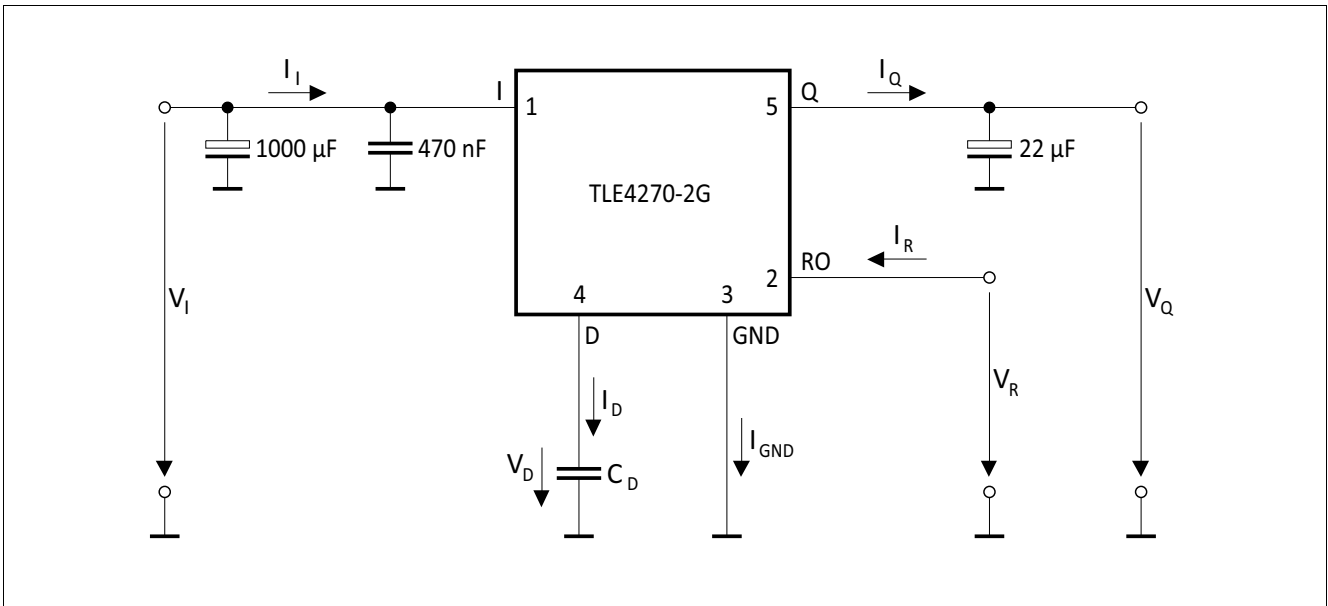 I_I
I_Q
I
1
5
Q
1000 µF
470 nF
22 µF
TLE4270-2G
I_R
RO
2
4
3
V_I
V_Q
D
GND
V_R
I_D
I_GND
V_D
C_D